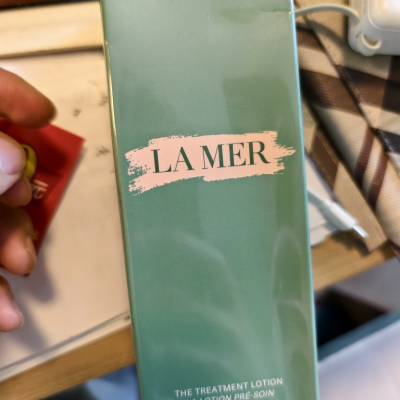 LA MER
THE TREATMENT LOTION
LOTION PRÉ-SOIN